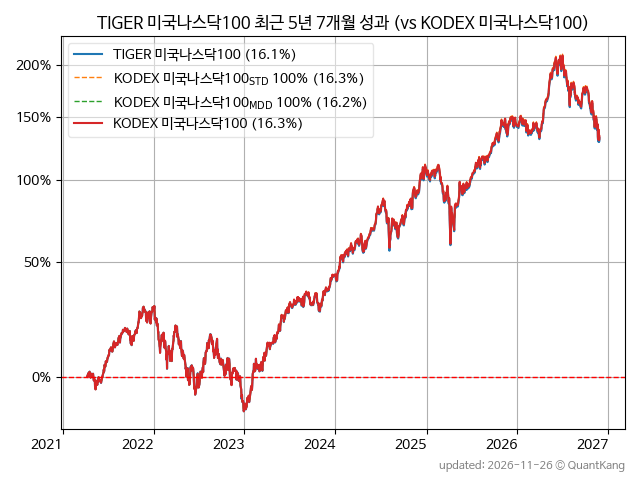 TIGER 미국나스닥100 최근 5년 7개월 성과 (vs KODEX 미국나스닥100)
TIGER 미국나스닥100 (16.1%)
KODEX 미국나스닥100STD 100% (16.3%)
KODEX 미국나스닥100MDD 100% (16.2%)
KODEX 미국나스닥100 (16.3%)
200%
150%
100%
50%
0%
2021 2022 2023 2024 2025 2026 2027
updated: 2026-11-26 © QuantKang